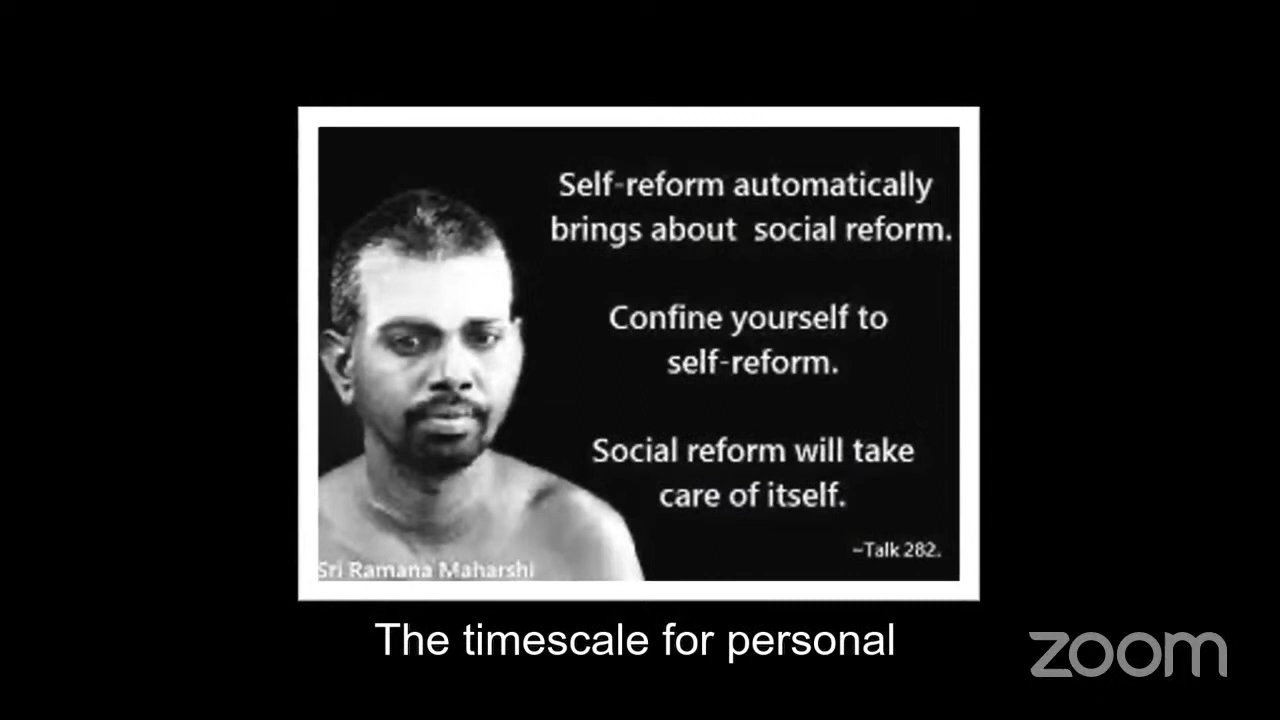 Self-reform automatically
brings about social reform.
Confine yourself to
self-reform.
Social reform will take
care of itself.
~Talk 282.
Sri Ramana Maharshi
The timescale for personal
zoom